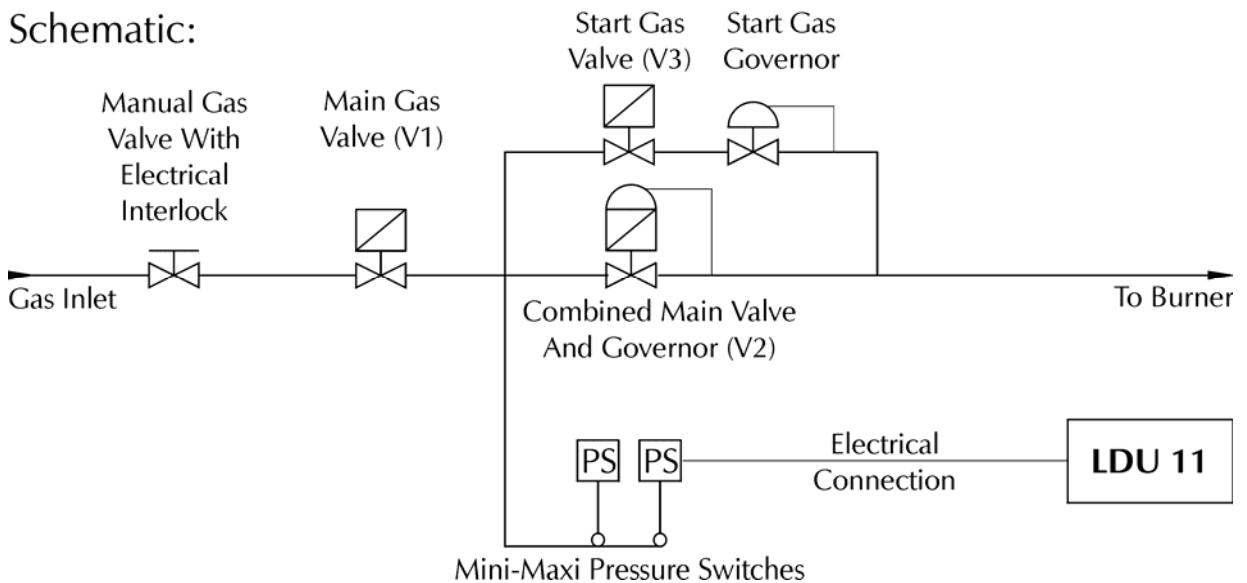 Schematic:
Start Gas
Valve (V3)
Start Gas
Governor
Manual Gas
Valve With
Electrical
Interlock
Main Gas
Valve (V1)
Gas Inlet
Combined Main Valve
And Governor (V2)
To Burner
PS
PS
Electrical
Connection
LDU 11
Mini-Maxi Pressure Switches